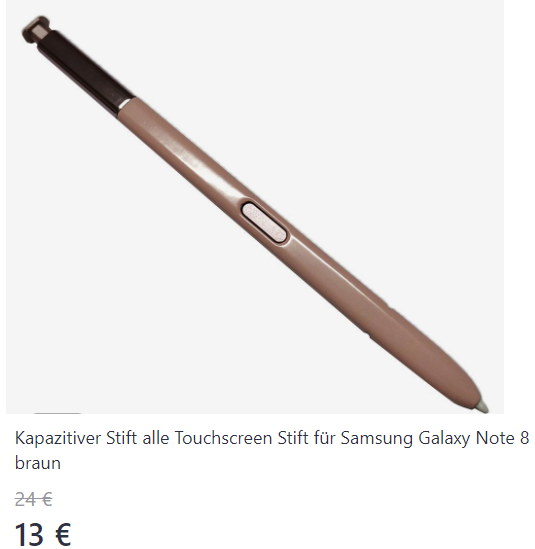 Kapazitiver Stift alle Touchscreen Stift für Samsung Galaxy Note 8
braun
24 €
13 €